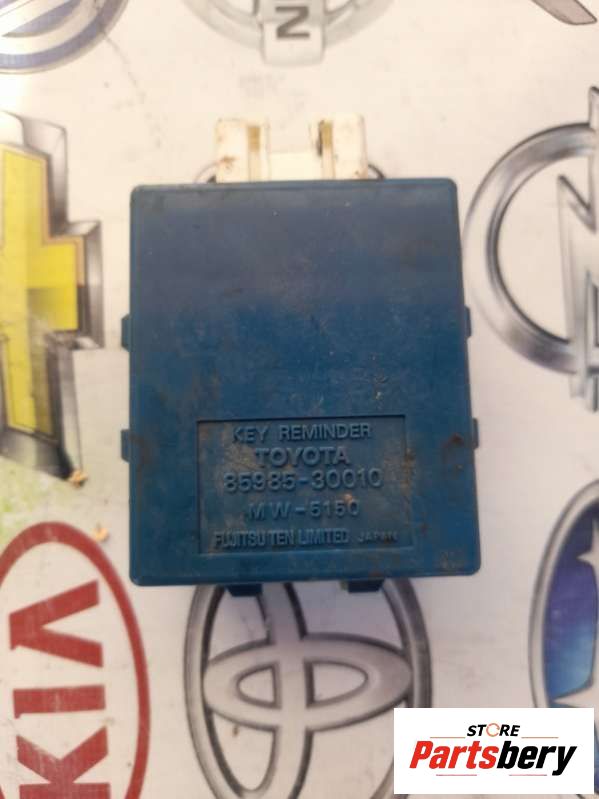 N
KEY REMINDER
TOYOTA
85985-30010
MW-5150
FUJITSU TEN LIMITED JAPAN
KIA
STORE
Partsbery